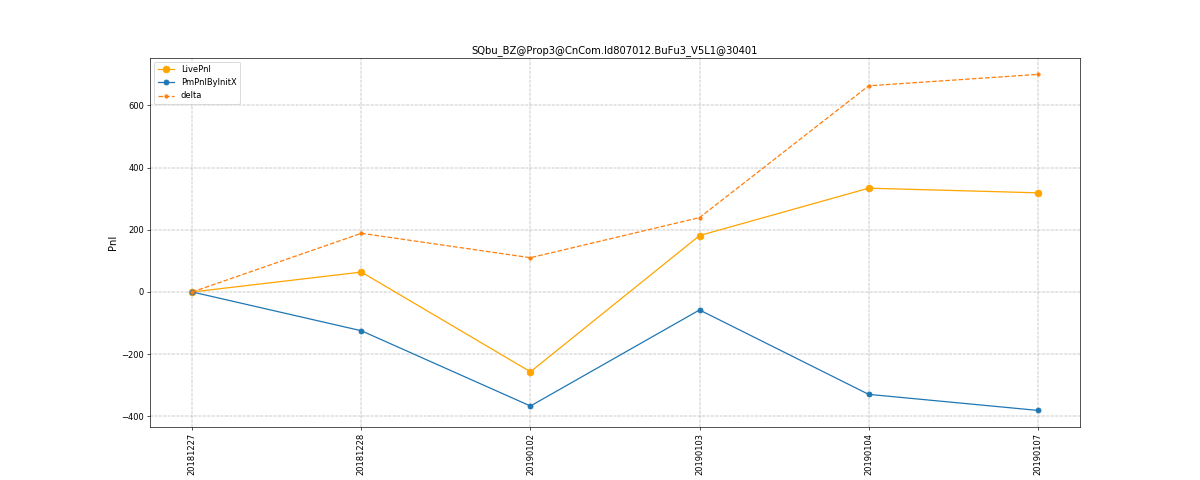 SQbu_BZ@Prop3@CnCom.Id807012.BuFu3_V5L1@30401
LivePnl
PmPnlByInitX
delta
Pnl
600
400
200
0
−200
−400
20181227
20181228
20190102
20190103
20190104
20190107